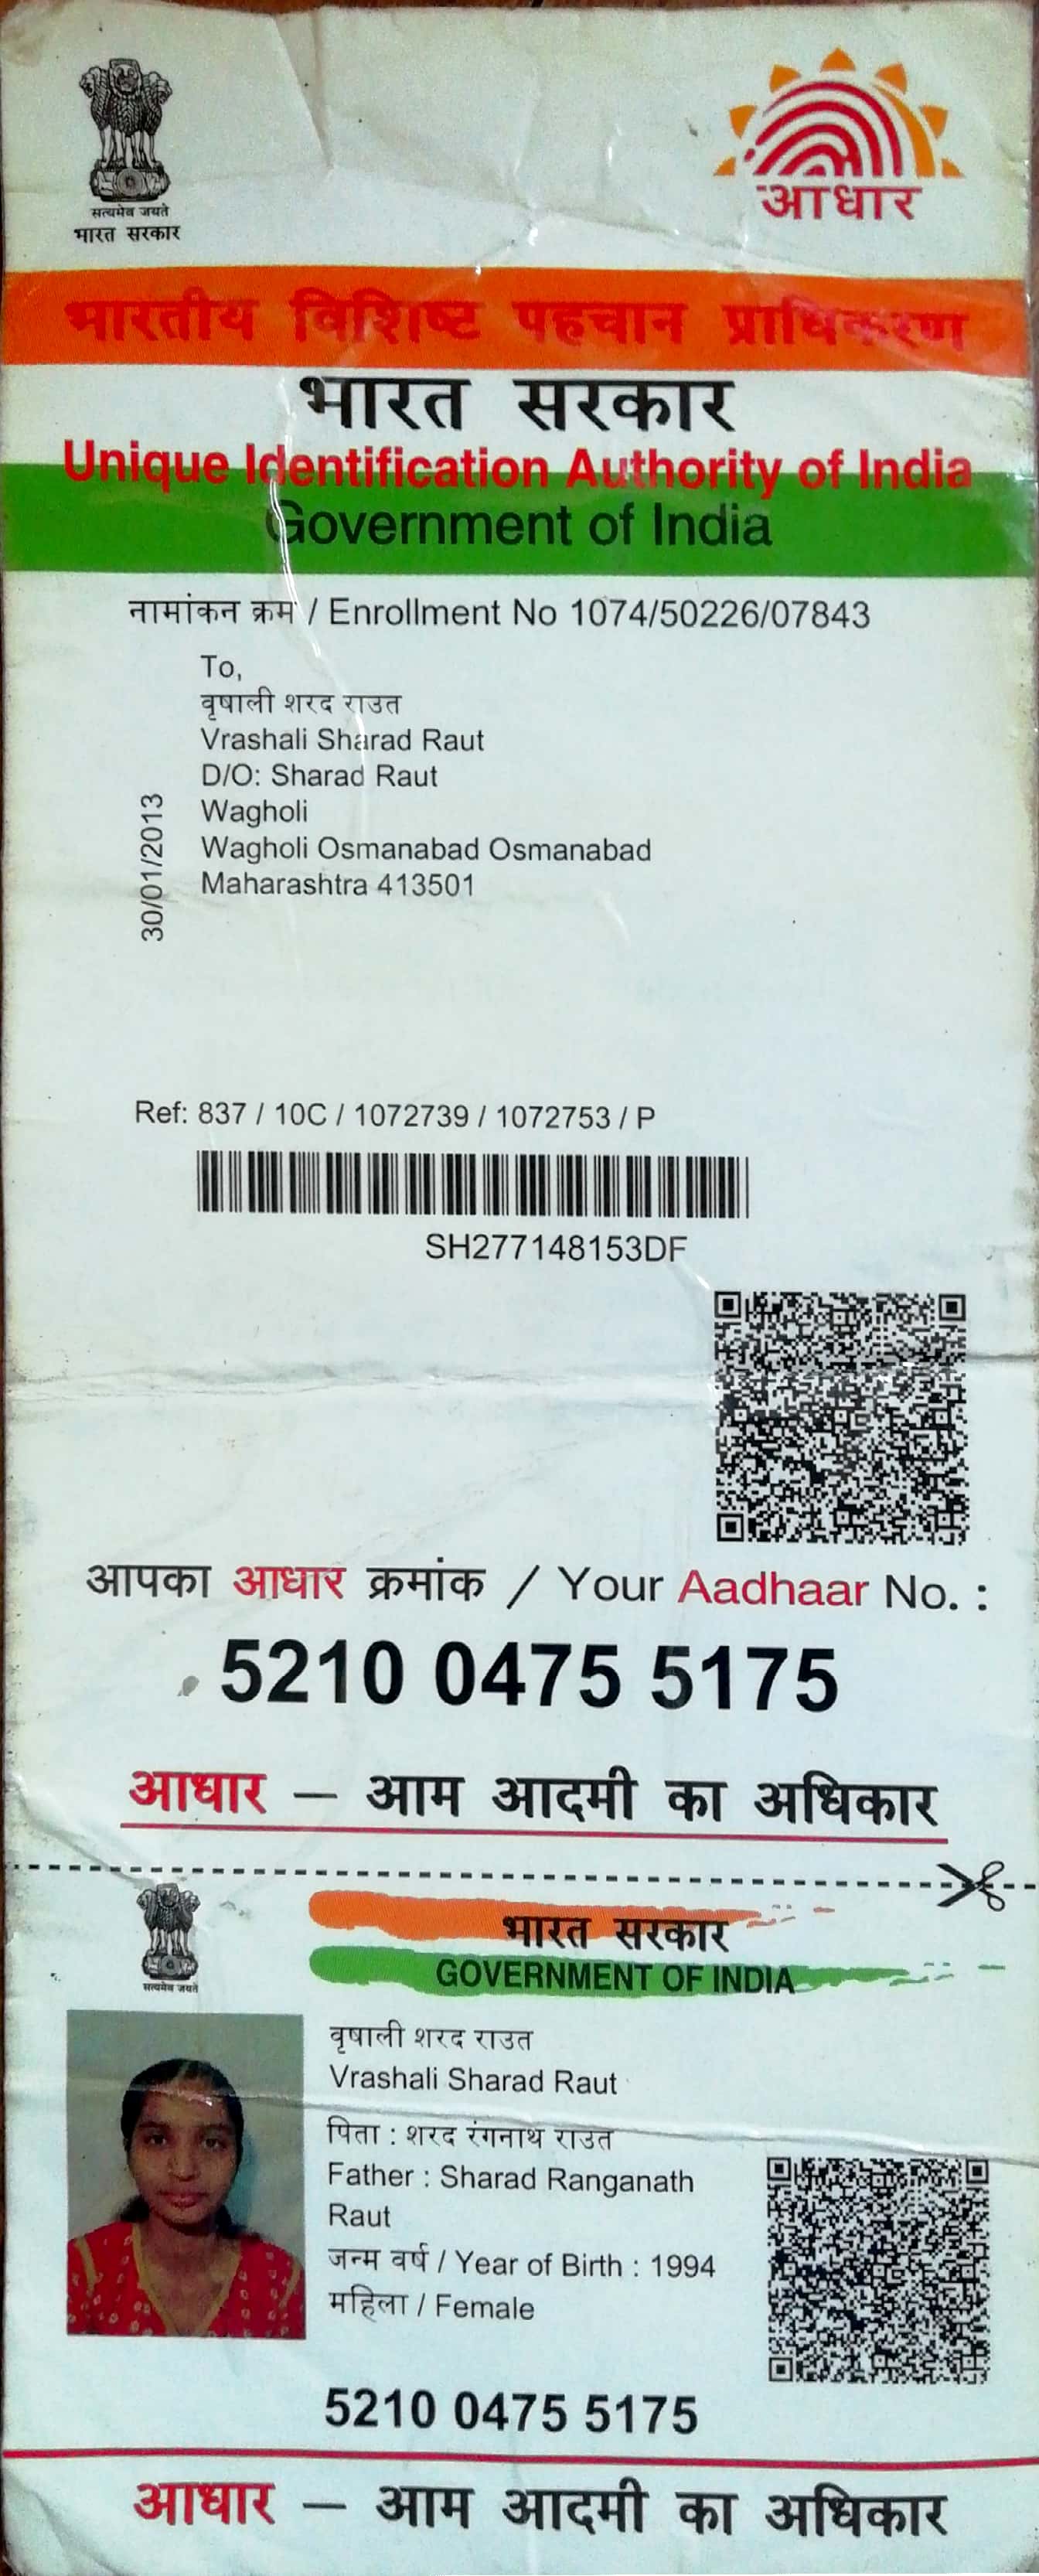 सत्यमेव जयते
भारत सरकार
आधार
भारतीय विशिष्ट पहचान प्राधिकरण
भारत सरकार
Unique Identification Authority of India
Government of India
नामांकन क्रम / Enrollment No 1074/50226/07843
To,
वृषाली शरद राउत
Vrashali Sharad Raut
D/O: Sharad Raut
Wagholi
Wagholi Osmanabad Osmanabad
Maharashtra 413501
30/01/2013
Ref: 837 / 10C / 1072739 / 1072753 / P
SH277148153DF
आपका आधार क्रमांक / Your Aadhaar No. :
5210 0475 5175
आधार – आम आदमी का अधिकार
सत्यमेव जयते
भारत सरकार
GOVERNMENT OF INDIA
वृषाली शरद राउत
Vrashali Sharad Raut
पिता : शरद रंगनाथ राउत
Father : Sharad Ranganath
Raut
जन्म वर्ष / Year of Birth : 1994
महिला / Female
5210 0475 5175
आधार – आम आदमी का अधिकार